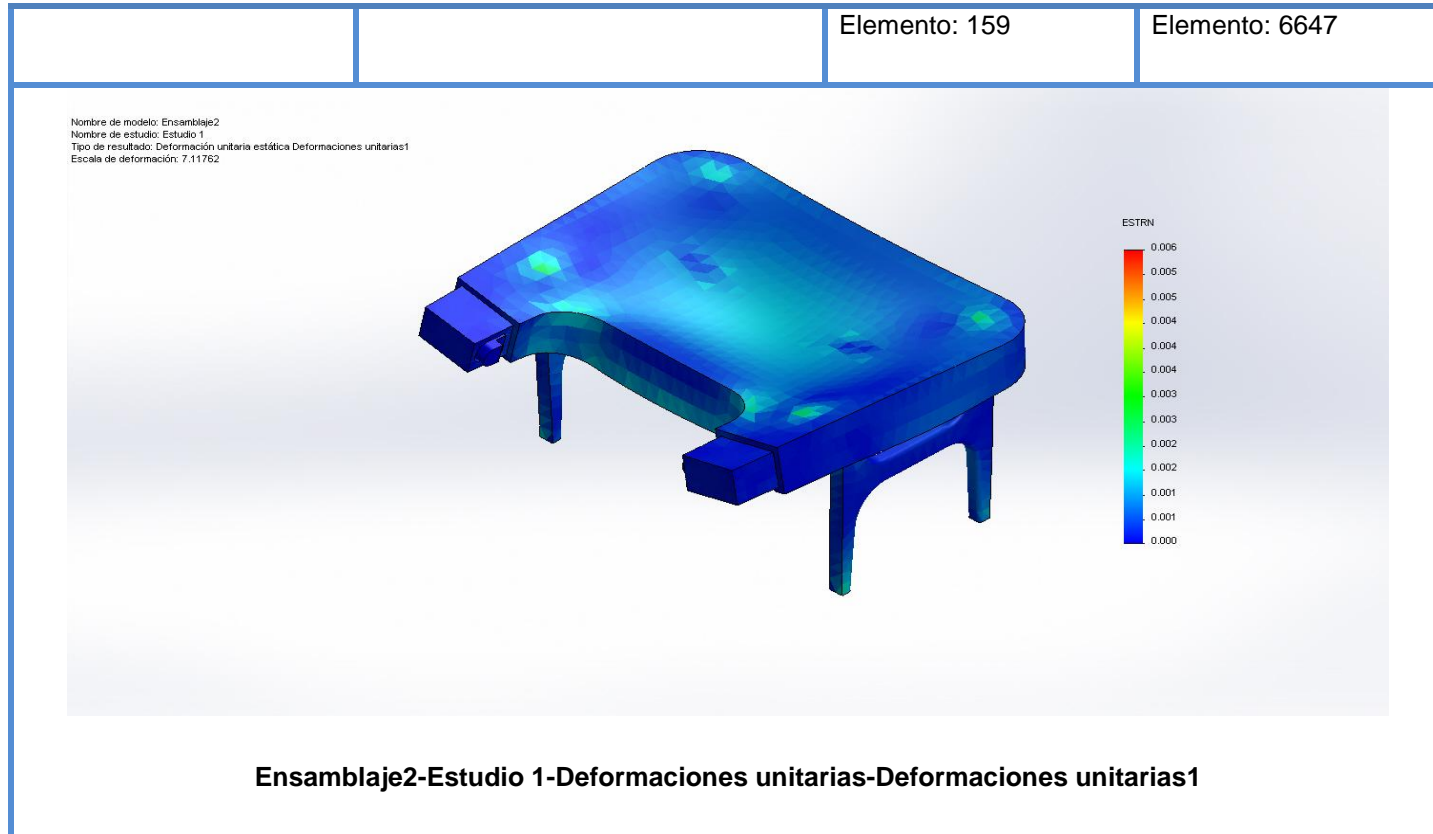 Elemento: 159
Elemento: 6647
Nombre de modelo: Ensamblaje2
Nombre de estudio: Estudio 1
Tipo de resultado: Deformación unitaria estática Deformaciones unitarias1
Escala de deformación: 7.11762
ESTRN
0.006
0.005
0.005
0.004
0.004
0.004
0.003
0.003
0.002
0.002
0.001
0.001
0.000
Ensamblaje2-Estudio 1-Deformaciones unitarias-Deformaciones unitarias1